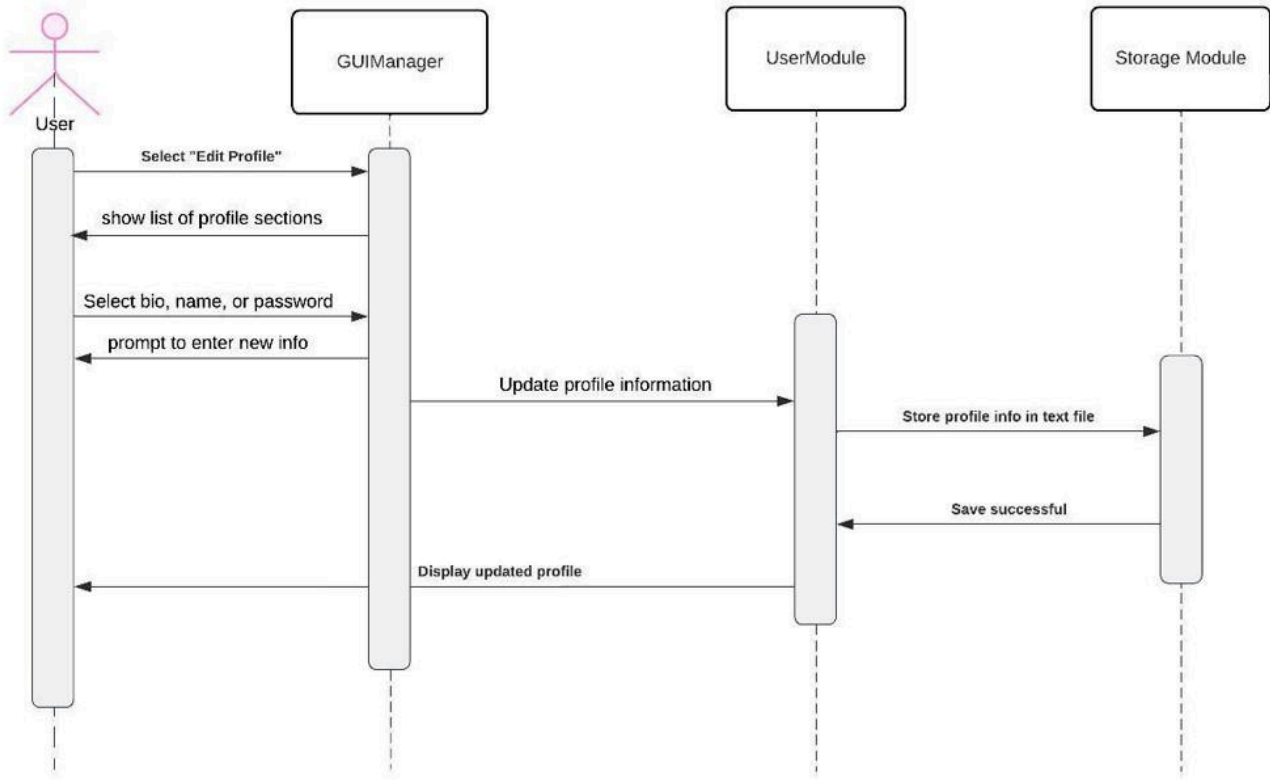 GUIManager
UserModule
Storage Module
User
Select "Edit Profile"
show list of profile sections
Select bio, name, or password
prompt to enter new info
Update profile information
Store profile info in text file
Save successful
Display updated profile